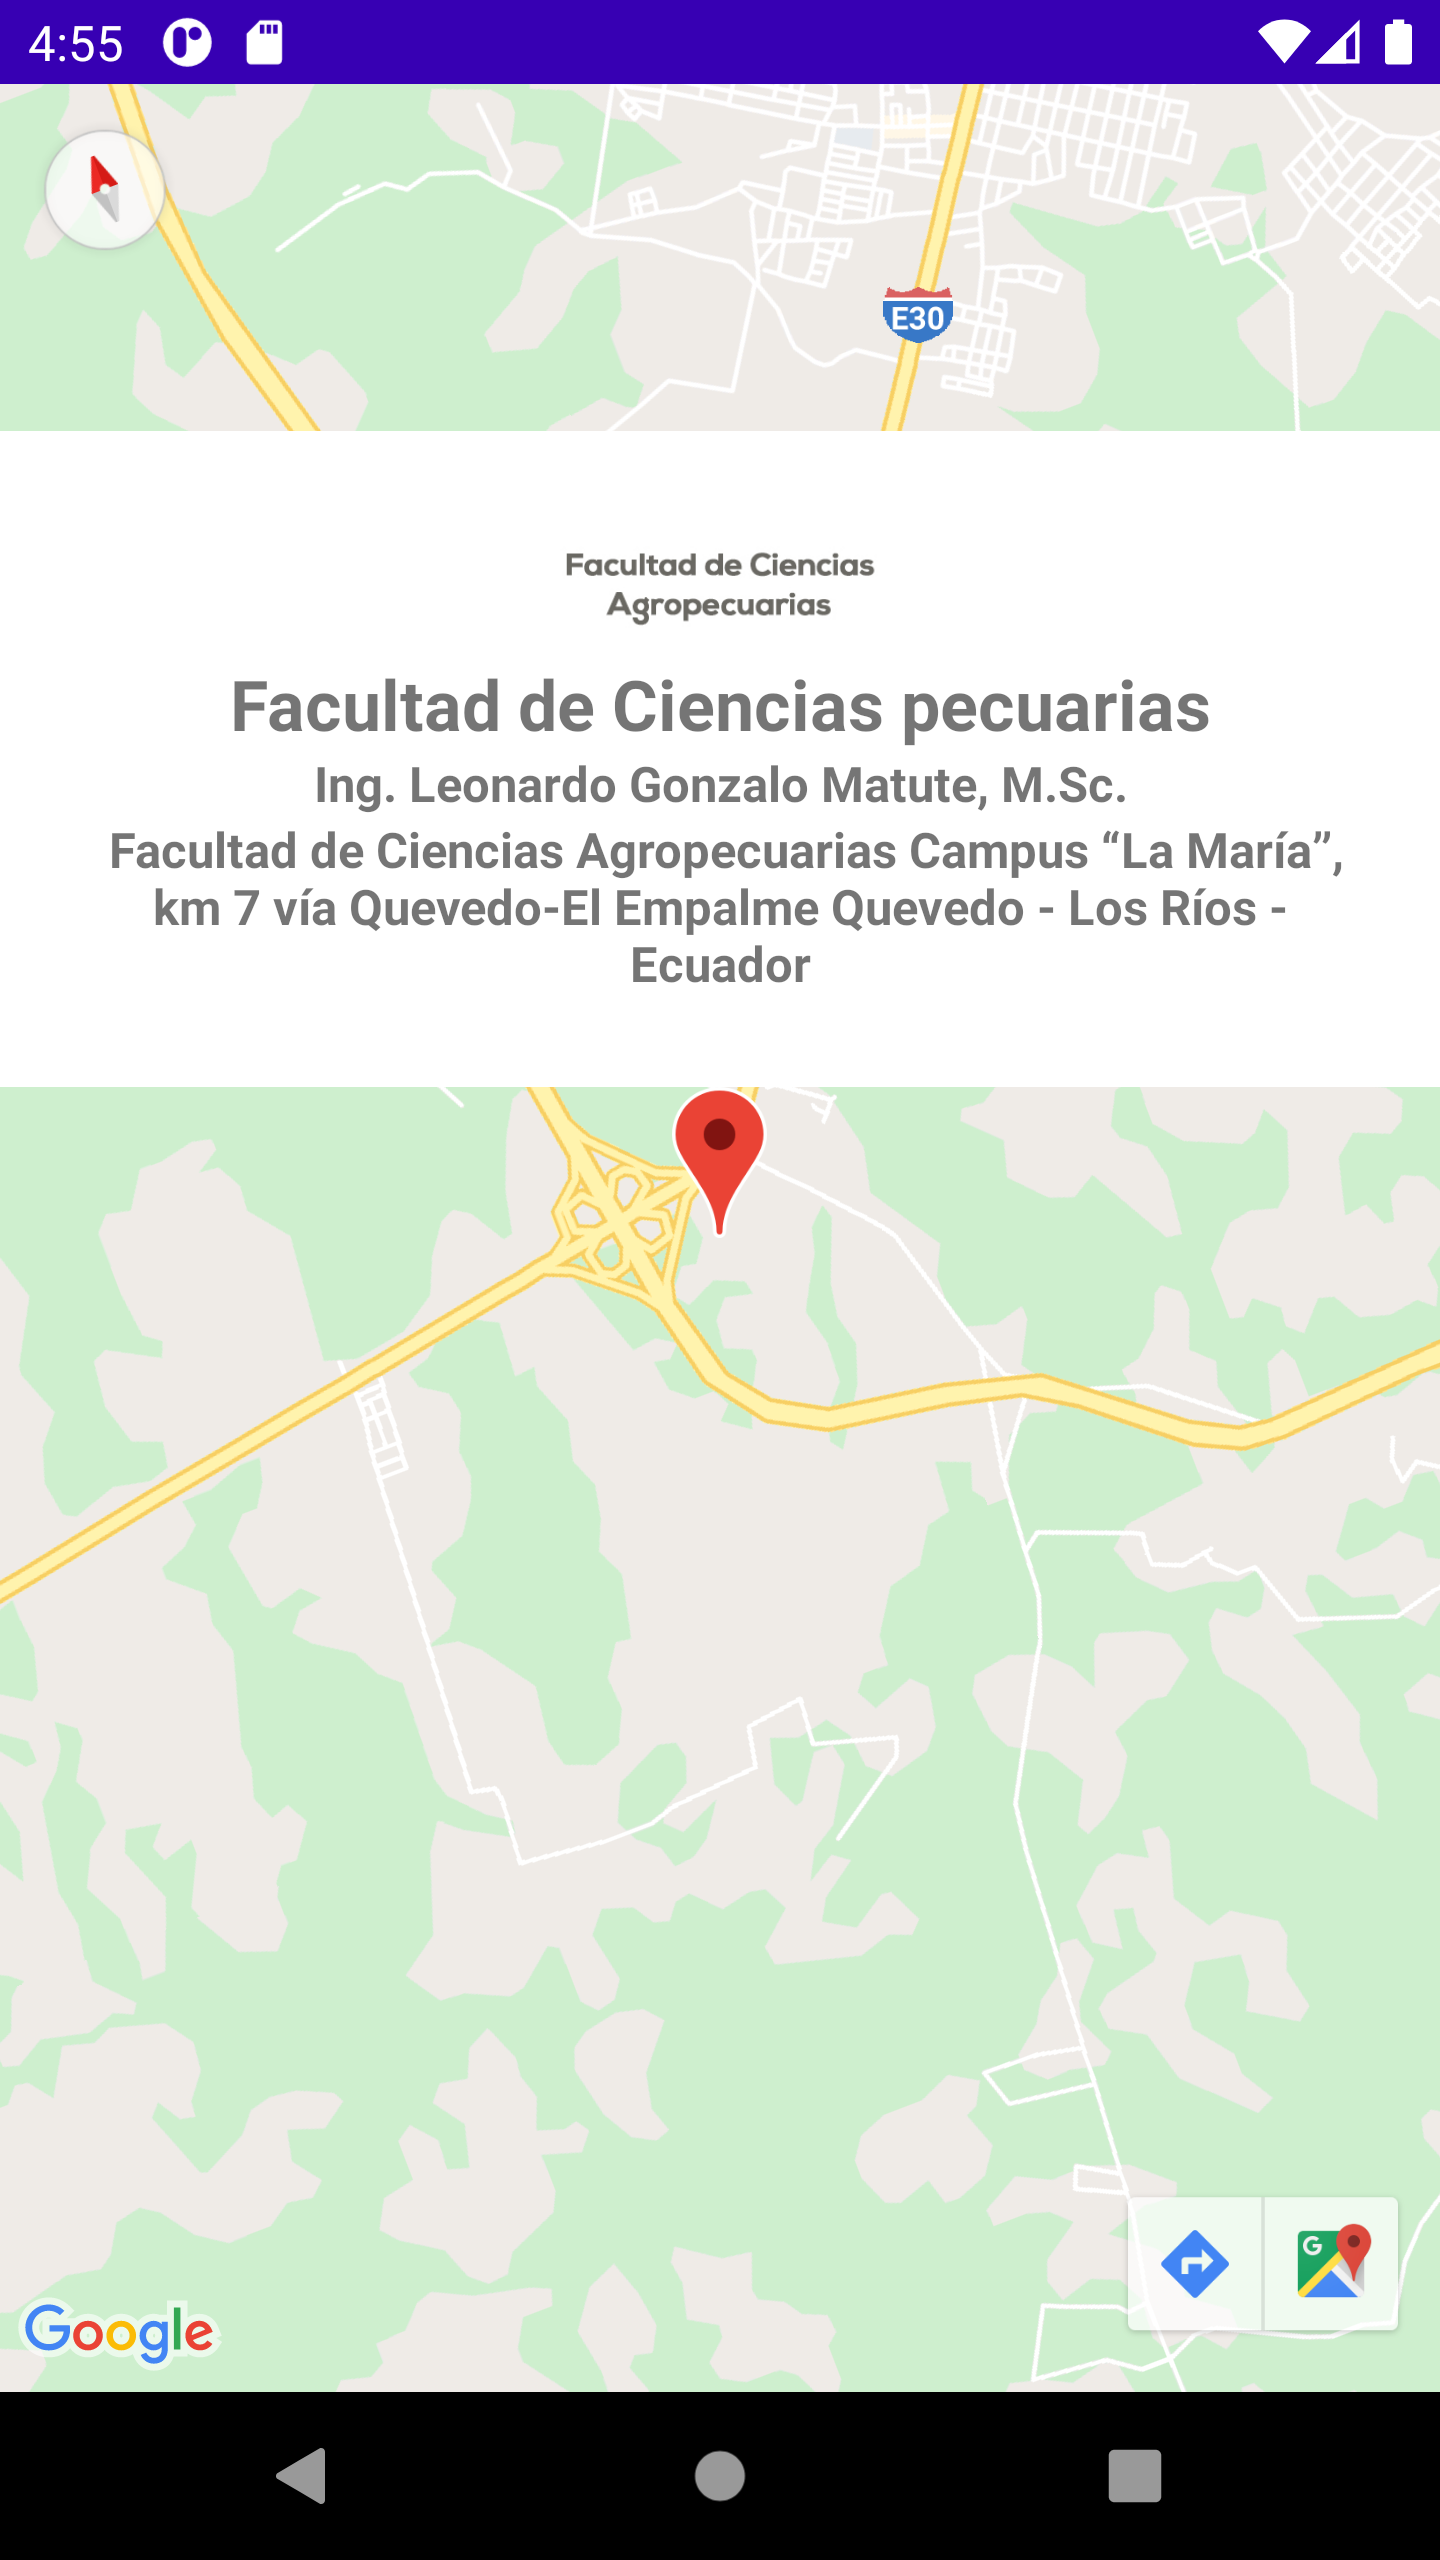 4:55
E30
Facultad de Ciencias
Agropecuarias
Facultad de Ciencias pecuarias
Ing. Leonardo Gonzalo Matute, M.Sc.
Facultad de Ciencias Agropecuarias Campus “La María”,
km 7 vía Quevedo-El Empalme Quevedo - Los Ríos -
Ecuador
G
Google